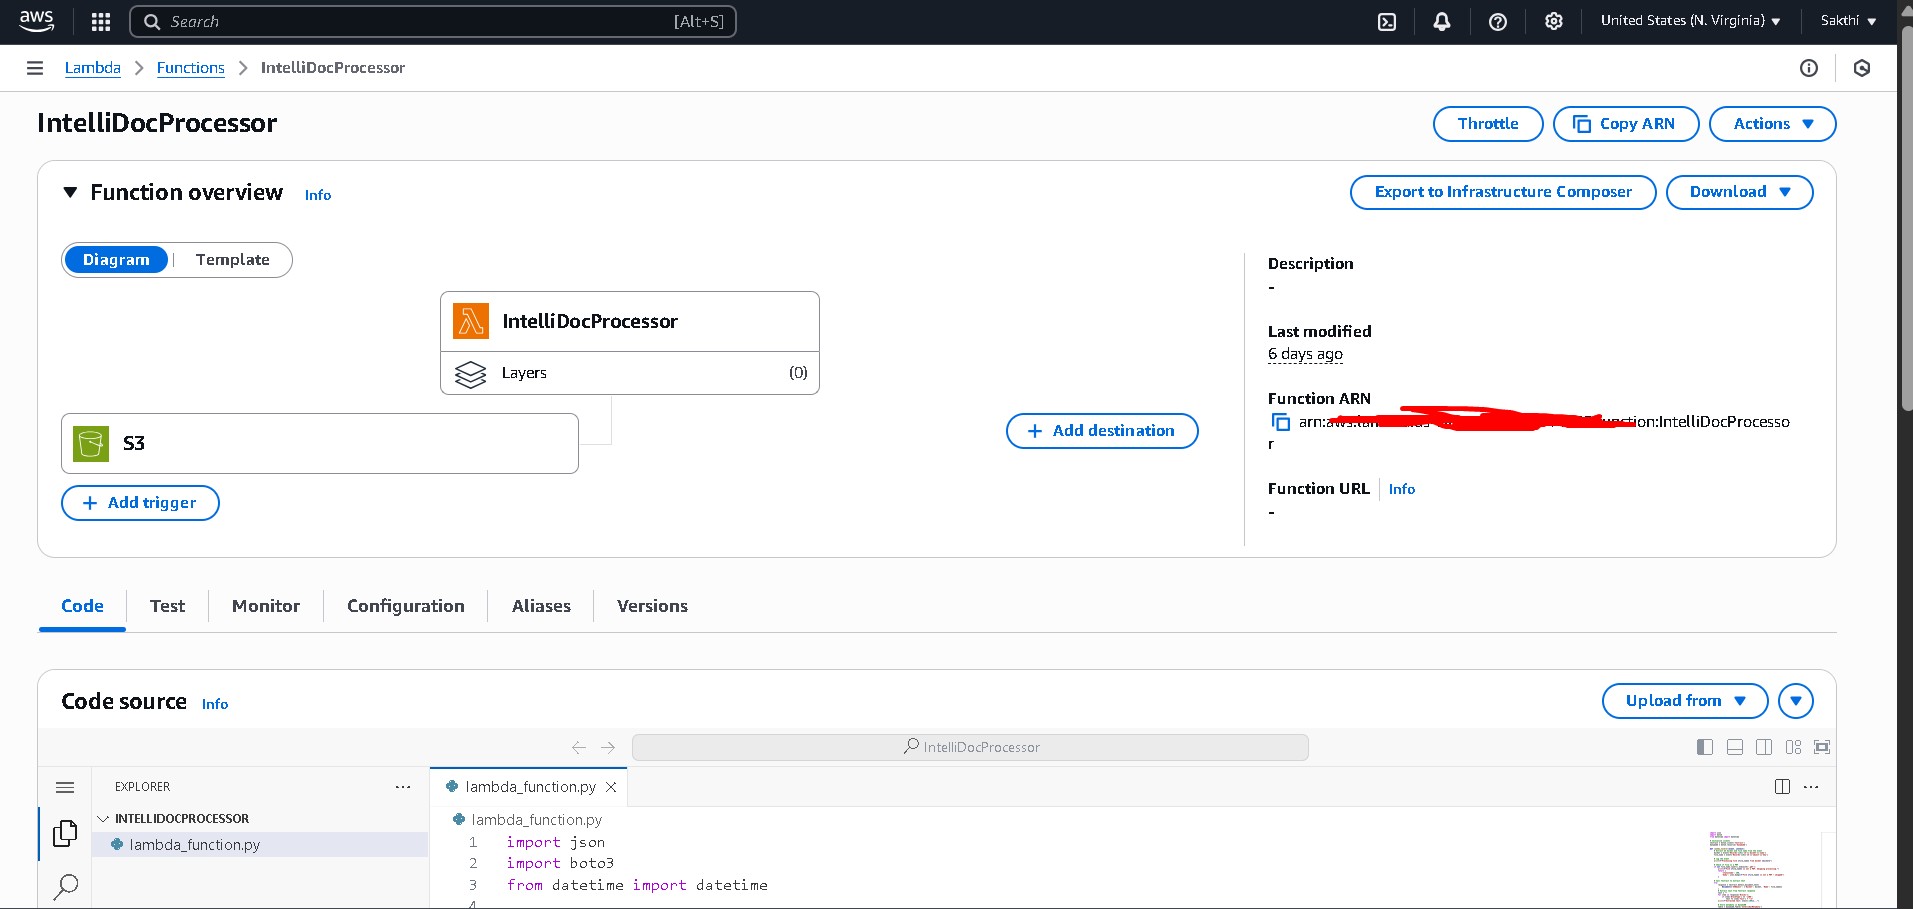 aws
Search [Alt+S]
United States (N. Virginia) ▼
Sakthi ▼
Lambda > Functions > IntelliDocProcessor
IntelliDocProcessor
Throttle
Copy ARN
Actions ▼
▼ Function overview Info
Export to Infrastructure Composer
Download ▼
Diagram | Template
IntelliDocProcessor
Layers (0)
S3
+ Add trigger
+ Add destination
Description
-
Last modified
6 days ago
Function ARN
arn:aws:lam
function:IntelliDocProcesso
r
Function URL | Info
-
Code
Test
Monitor
Configuration
Aliases
Versions
Code source Info
Upload from ▼
IntelliDocProcessor
EXPLORER ...
INTELLIDOCPROCESSOR
lambda_function.py
lambda_function.py ×
lambda_function.py
1 import json
2 import boto3
3 from datetime import datetime
4